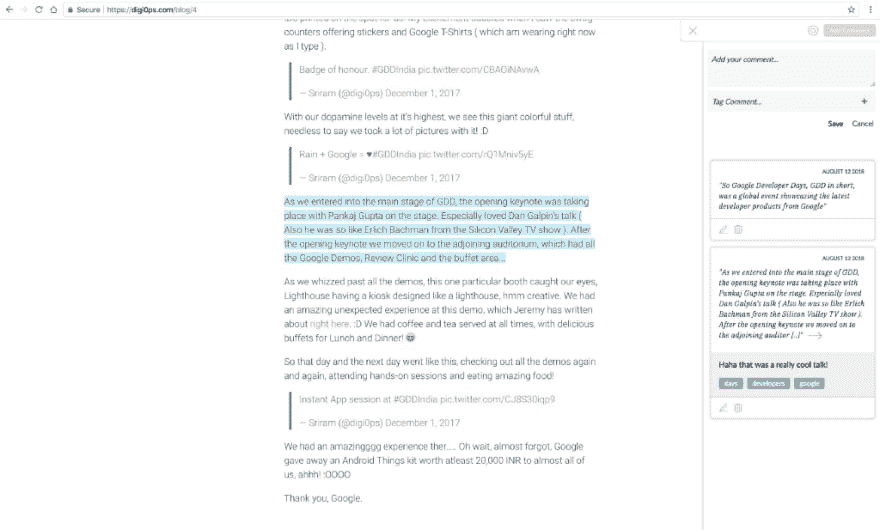 Secure https://digi0ps.com/blog/4
counters offering stickers and Google T-Shirts ( which am wearing right now
as I type ).
Badge of honour. #GDDIndia pic.twitter.com/CBAOiNAvwA
— Sriram (@digi0ps) December 1, 2017
With our dopamine levels at it's highest, we see this giant colorful stuff,
needless to say we took a lot of pictures with it! :D
Rain + Google = ♥#GDDIndia pic.twitter.com/rQ1Mniv5yE
— Sriram (@digi0ps) December 1, 2017
As we entered into the main stage of GDD, the opening keynote was taking
place with Pankaj Gupta on the stage. Especially loved Dan Galpin's talk (
Also he was so like Erlich Bachman from the Silicon Valley TV show ). After
the opening keynote we moved on to the adjoining auditorium, which had all
the Google Demos, Review Clinic and the buffet area...
As we whizzed past all the demos, this one particular booth caught our eyes,
Lighthouse having a kiosk designed like a lighthouse, hmm creative. We had
an amazing unexpected experience at this demo, which Jeremy has written
about right here. :D We had coffee and tea served at all times, with delicious
buffets for Lunch and Dinner! 😁
So that day and the next day went like this, checking out all the demos again
and again, attending hands-on sessions and eating amazing food!
Instant App session at #GDDIndia pic.twitter.com/CJ8S30iqp9
— Sriram (@digi0ps) December 1, 2017
We had an amazingggg experience ther.... Oh wait, almost forgot, Google
gave away an Android Things kit worth atleast 20,000 INR to almost all of
us, ahhh! :OOOO
Thank you, Google.
Add Comment
Add your comment...
Tag Comment... +
Save Cancel
AUGUST 12 2018
"So Google Developer Days, GDD in short,
was a global event showcasing the latest
developer products from Google"
AUGUST 12 2018
"As we entered into the main stage of GDD,
the opening keynote was taking place with
Pankaj Gupta on the stage. Especially loved
Dan Galpin's talk ( Also he was so like Erlich
Bachman from the Silicon Valley TV show ).
After the opening keynote we moved on to
the adjoining auditor [..]" →
Haha that was a really cool talk!
days developers google